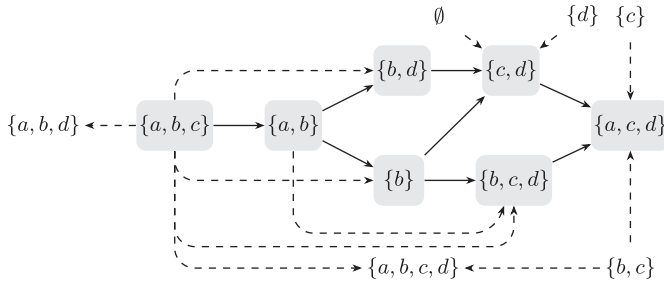 ∅ {d} {c}
{b, d} {c, d}
{a, b, d} {a, b, c} {a, b} {a, c, d}
{b} {b, c, d}
{a, b, c, d} {b, c}